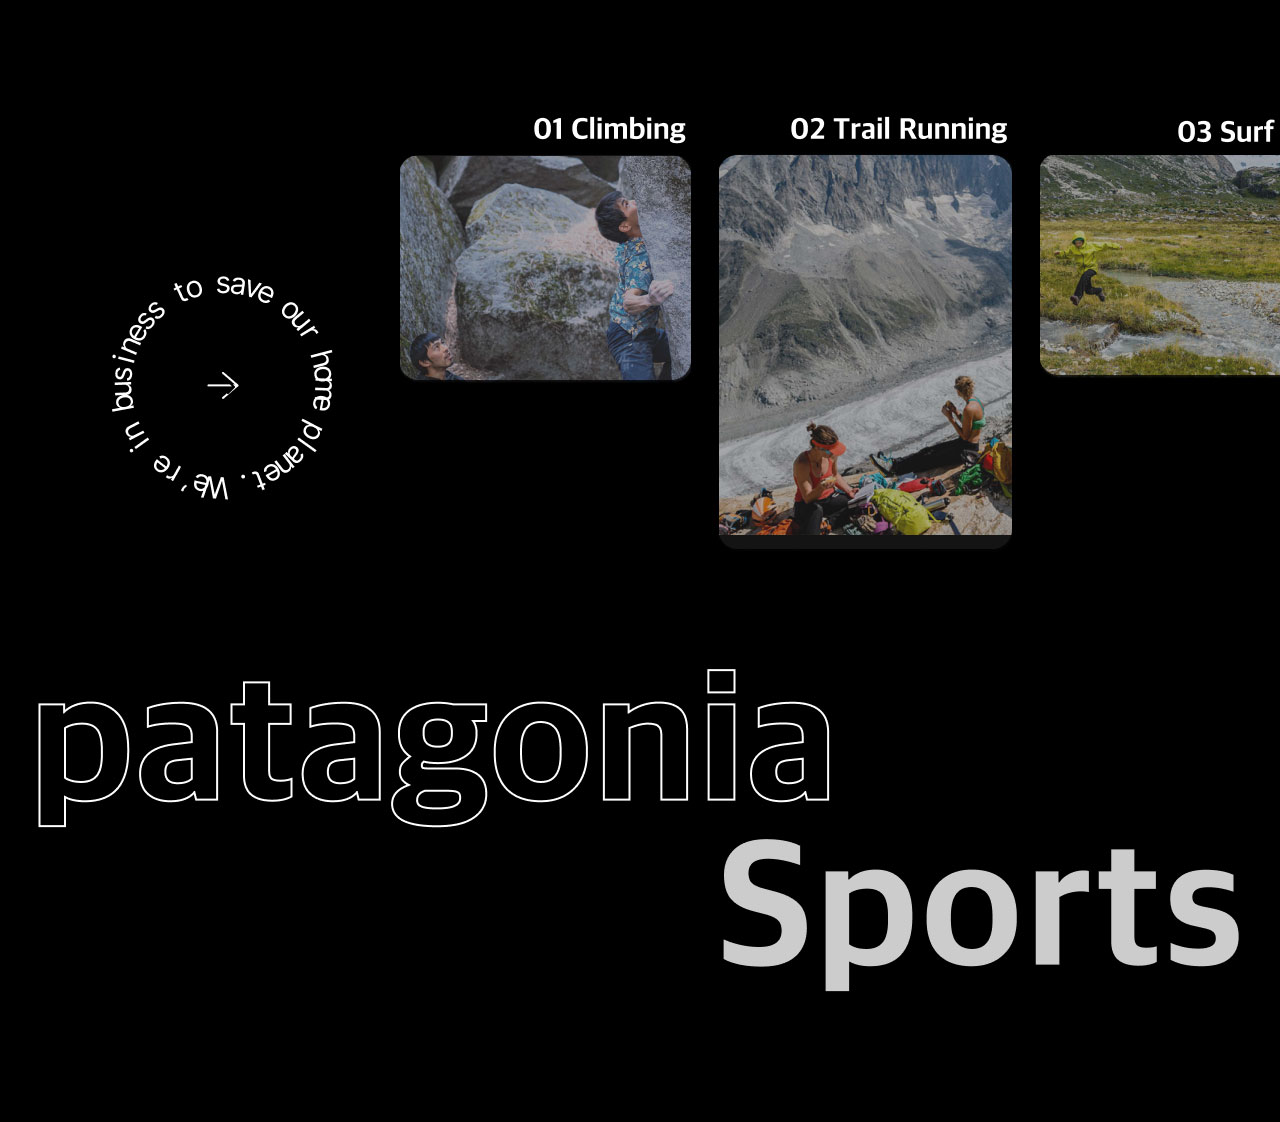 01 Climbing
02 Trail Running
03 Surf
We're in business to save our home planet.
patagonia
Sports